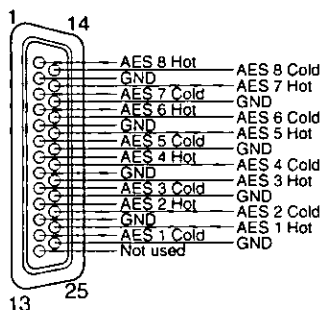 1
14
AES 8 Hot
AES 8 Cold
GND
AES 7 Hot
AES 7 Cold
GND
AES 6 Hot
AES 6 Cold
GND
AES 5 Hot
AES 5 Cold
GND
AES 4 Hot
AES 4 Cold
GND
AES 3 Hot
AES 3 Cold
GND
AES 2 Hot
AES 2 Cold
GND
AES 1 Hot
AES 1 Cold
GND
Not used
25
13